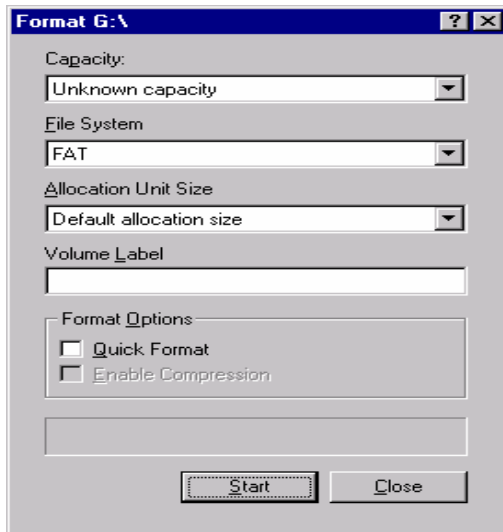 Format G:\
Capacity:
Unknown capacity
File System
FAT
Allocation Unit Size
Default allocation size
Volume Label
Format Options
Quick Format
Enable Compression
Start
Close